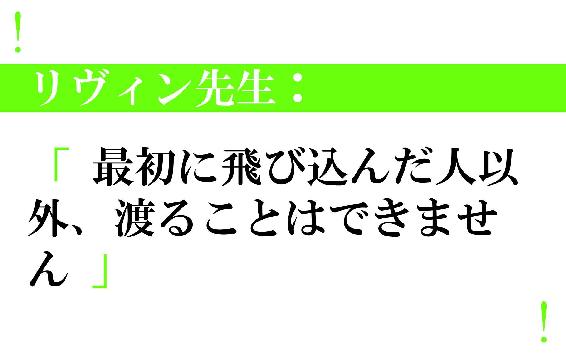 !
リヴィン先生：
「 最初に飛び込んだ人以
外、渡ることはできませ
ん 」
!